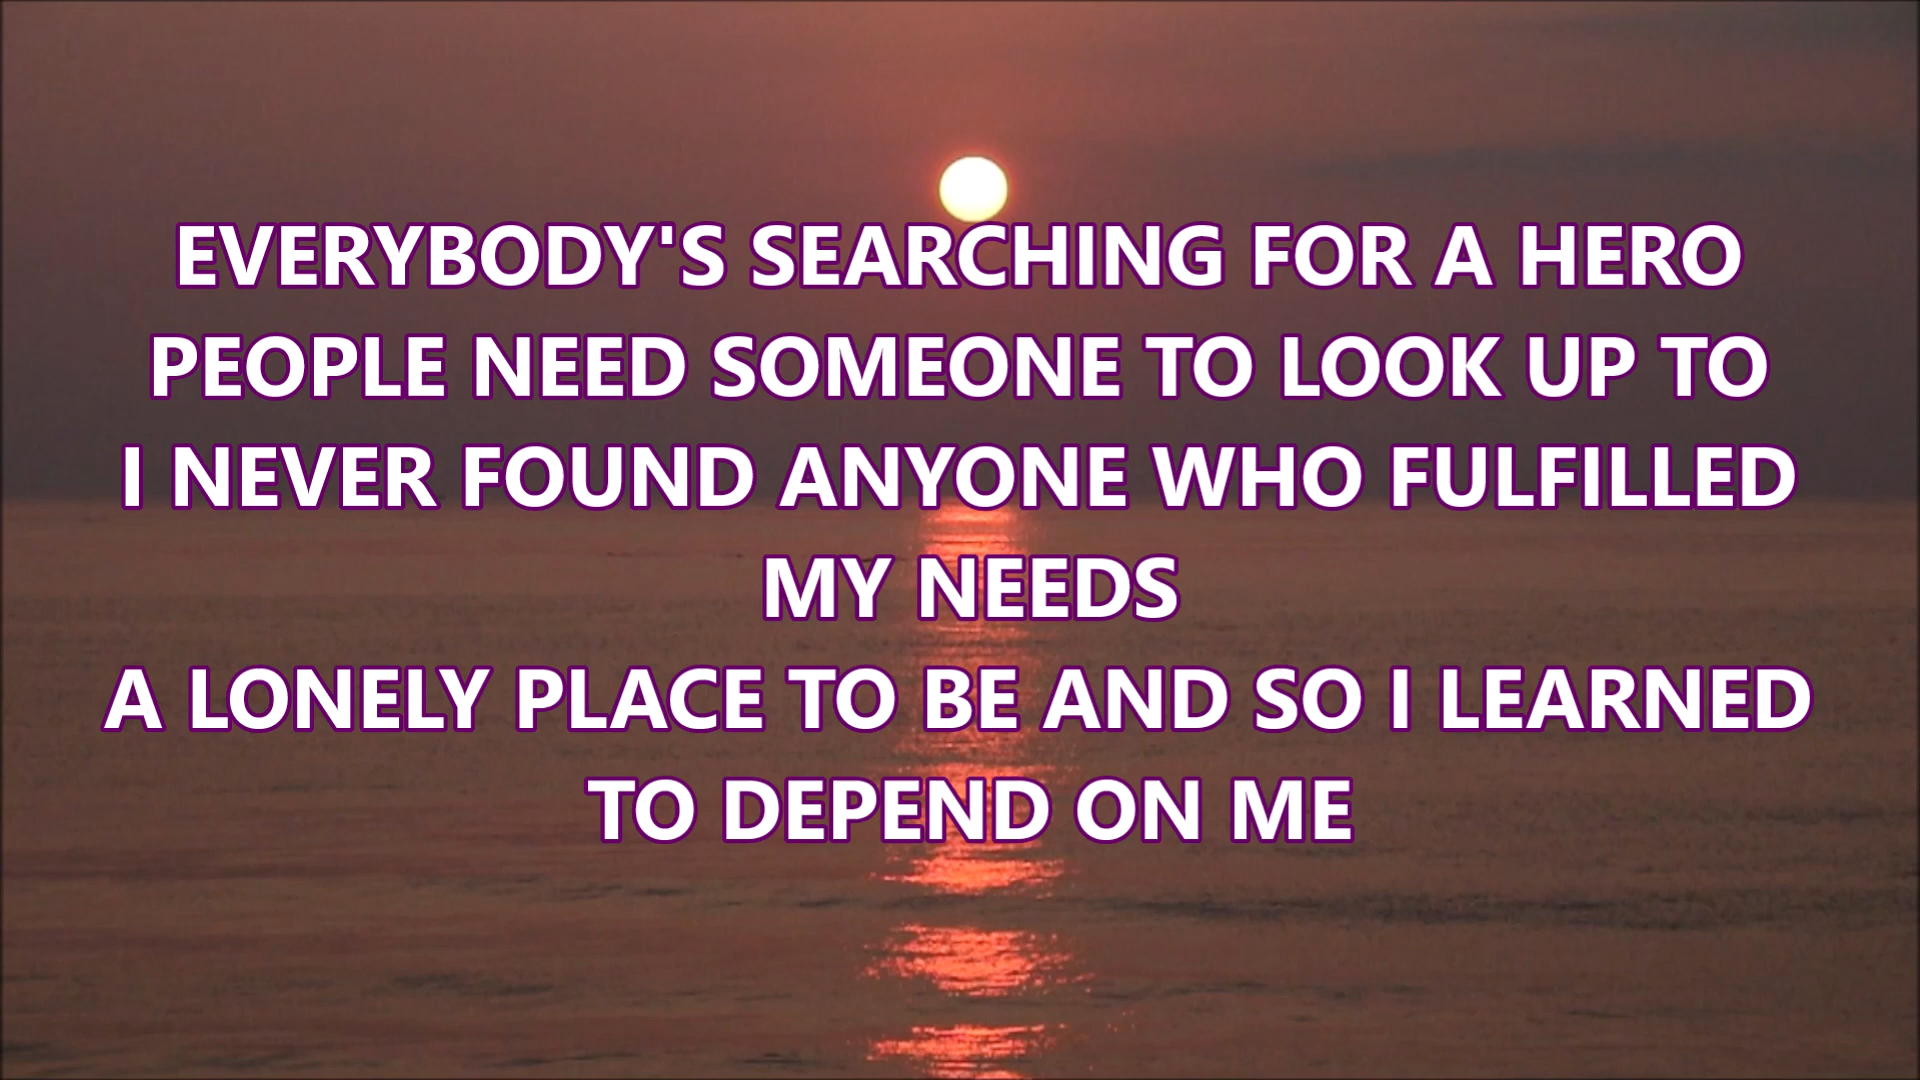 EVERYBODY'S SEARCHING FOR A HERO
PEOPLE NEED SOMEONE TO LOOK UP TO
I NEVER FOUND ANYONE WHO FULFILLED
MY NEEDS
A LONELY PLACE TO BE AND SO I LEARNED
TO DEPEND ON ME